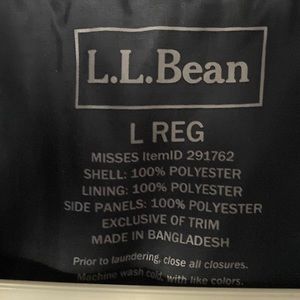 L.L.Bean
L REG
MISSES ItemID 291762
SHELL: 100% POLYESTER
LINING: 100% POLYESTER
SIDE PANELS: 100% POLYESTER
EXCLUSIVE OF TRIM
MADE IN BANGLADESH
Prior to laundering, close all closures.
Machine wash cold, with like colors.